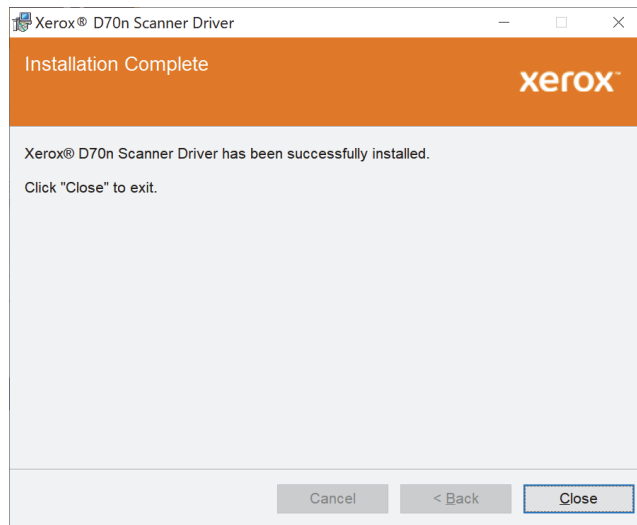 Xerox® D70n Scanner Driver
Installation Complete
xerox™
Xerox® D70n Scanner Driver has been successfully installed.
Click "Close" to exit.
Cancel
< Back
Close